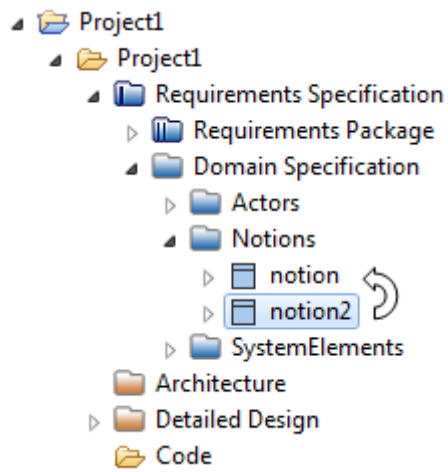 Project1
Project1
Requirements Specification
Requirements Package
Domain Specification
Actors
Notions
notion
notion2
SystemElements
Architecture
Detailed Design
Code